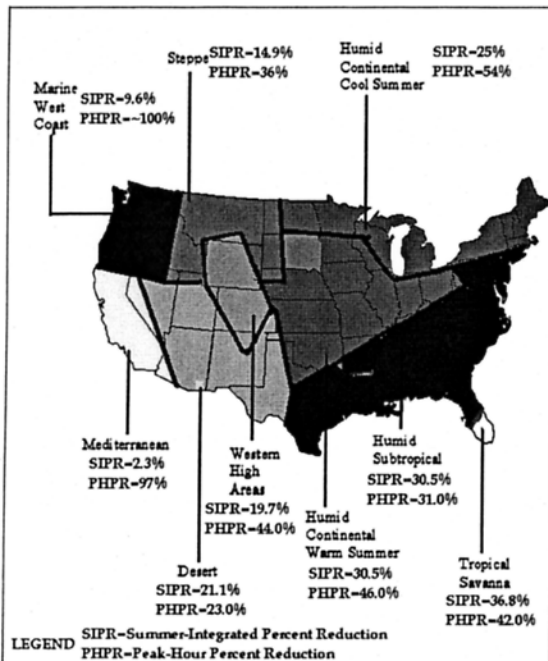 Steppe
SIPR=14.9%
PHPR=36%
Humid
Continental
Cool Summer
SIPR=25%
PHPR=54%
Marine
West
Coast
SIPR=9.6%
PHPR=~100%
Mediterranean
SIPR=2.3%
PHPR=97%
Western
High
Areas
SIPR=19.7%
PHPR=44.0%
Humid
Subtropical
SIPR=30.5%
PHPR=31.0%
Humid
Continental
Warm Summer
SIPR=30.5%
PHPR=46.0%
Desert
SIPR=21.1%
PHPR=23.0%
Tropical
Savanna
SIPR=36.8%
PHPR=42.0%
LEGEND SIPR=Summer-Integrated Percent Reduction
PHPR=Peak-Hour Percent Reduction